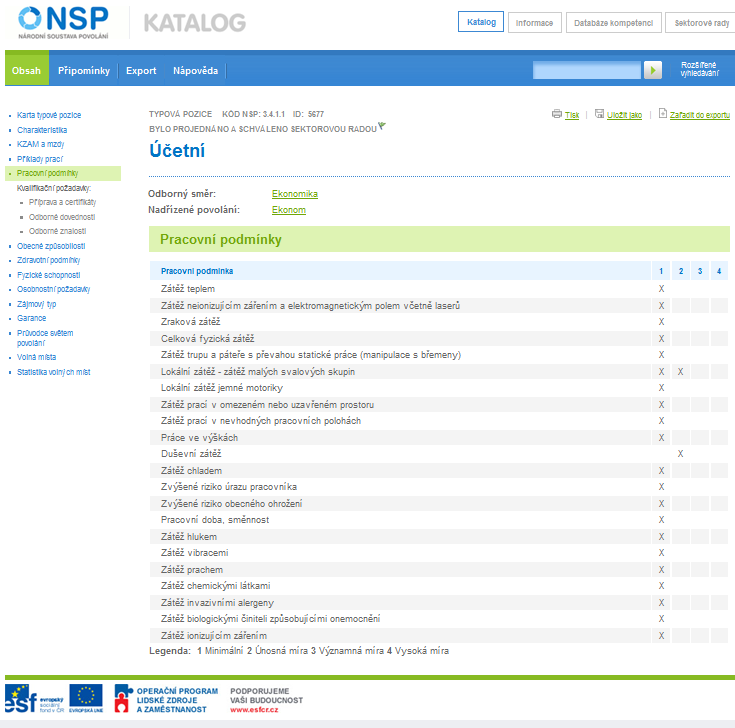 NSP
NÁRODNÍ SOUSTAVA POVOLÁNÍ
KATALOG
Katalog
Informace
Databáze kompetencí
Sektorové rady
Obsah
Připomínky
Export
Nápověda
Rozšířené
vyhledávání
Karta typové pozice
Charakteristika
KZAM a mzdy
Příklady prací
Pracovní podmínky
Kvalifikační požadavky:
Příprava a certifikáty
Odborné dovednosti
Odborné znalosti
Obecné způsobilosti
Zdravotní podmínky
Fyzické schopnosti
Osobnostní požadavky
Zájmový typ
Garance
Průvodce světem
povolání
Volná místa
Statistika volných míst
TYPOVÁ POZICE KÓD NSP: 3.4.1.1 ID: 5677
Tisk | Uložit jako | Zařadit do exportu
BYLO PROJEDNÁNO A SCHVÁLENO SEKTOROVOU RADOU
Účetní
Odborný směr: Ekonomika
Nadřízené povolání: Ekonom
Pracovní podmínky
Pracovní podmínka 1 2 3 4
Zátěž teplem X
Zátěž neionizujícím zářením a elektromagnetickým polem včetně laserů X
Zraková zátěž X
Celková fyzická zátěž X
Zátěž trupu a páteře s převahou statické práce (manipulace s břemeny) X
Lokální zátěž - zátěž malých svalových skupin X X
Lokální zátěž jemné motoriky X
Zátěž prací v omezeném nebo uzavřeném prostoru X
Zátěž prací v nevhodných pracovních polohách X
Práce ve výškách X
Duševní zátěž X
Zátěž chladem X
Zvýšené riziko úrazu pracovníka X
Zvýšené riziko obecného ohrožení X
Pracovní doba, směnnost X
Zátěž hlukem X
Zátěž vibracemi X
Zátěž prachem X
Zátěž chemickými látkami X
Zátěž invazivními alergeny X
Zátěž biologickými činiteli způsobujícími onemocnění X
Zátěž ionizujícím zářením X
Legenda: 1 Minimální 2 Únosná míra 3 Významná míra 4 Vysoká míra
esf
evropský
sociální
fond v ČR
EVROPSKÁ UNIE
OPERAČNÍ PROGRAM
LIDSKÉ ZDROJE
A ZAMĚSTNANOST
PODPORUJEME
VAŠI BUDOUCNOST
www.esfcr.cz